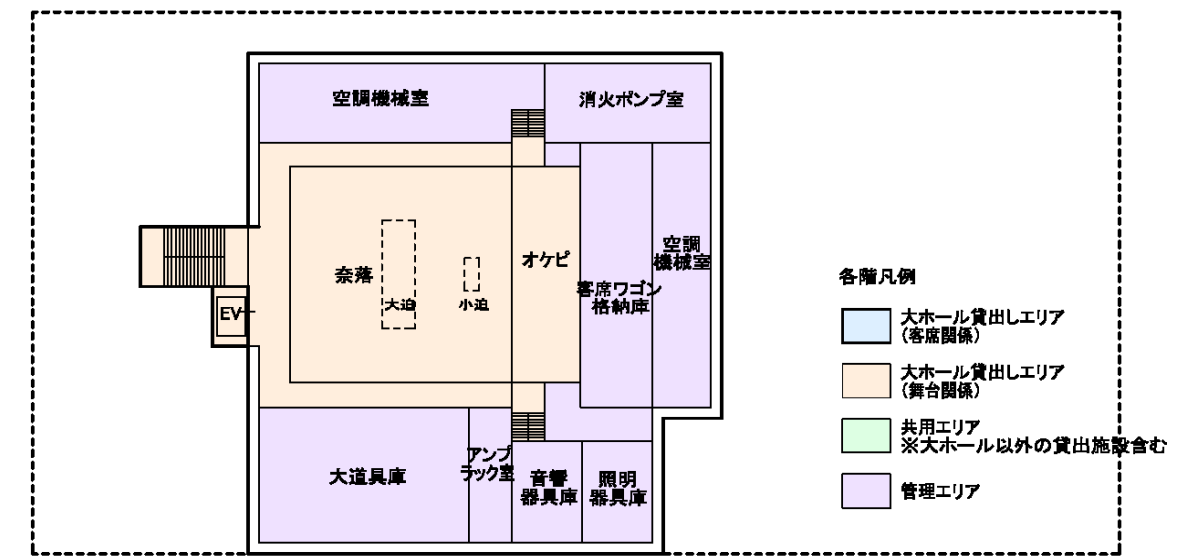 空調機械室
消火ポンプ室
奈落
大迫
小迫
オケピ
客席ワゴン
格納庫
空調
機械室
EV
大道具庫
アンプ
ラック室
音響
器具庫
照明
器具庫
各階凡例
大ホール貸出しエリア
(客席関係)
大ホール貸出しエリア
(舞台関係)
共用エリア
※大ホール以外の貸出施設含む
管理エリア